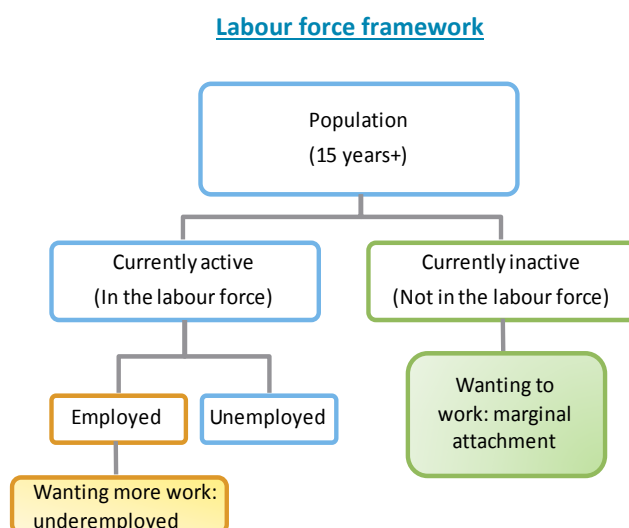 Labour force framework
Population
(15 years+)
Currently active
(In the labour force)
Currently inactive
(Not in the labour force)
Employed
Unemployed
Wanting to
work: marginal
attachment
Wanting more work:
underemployed